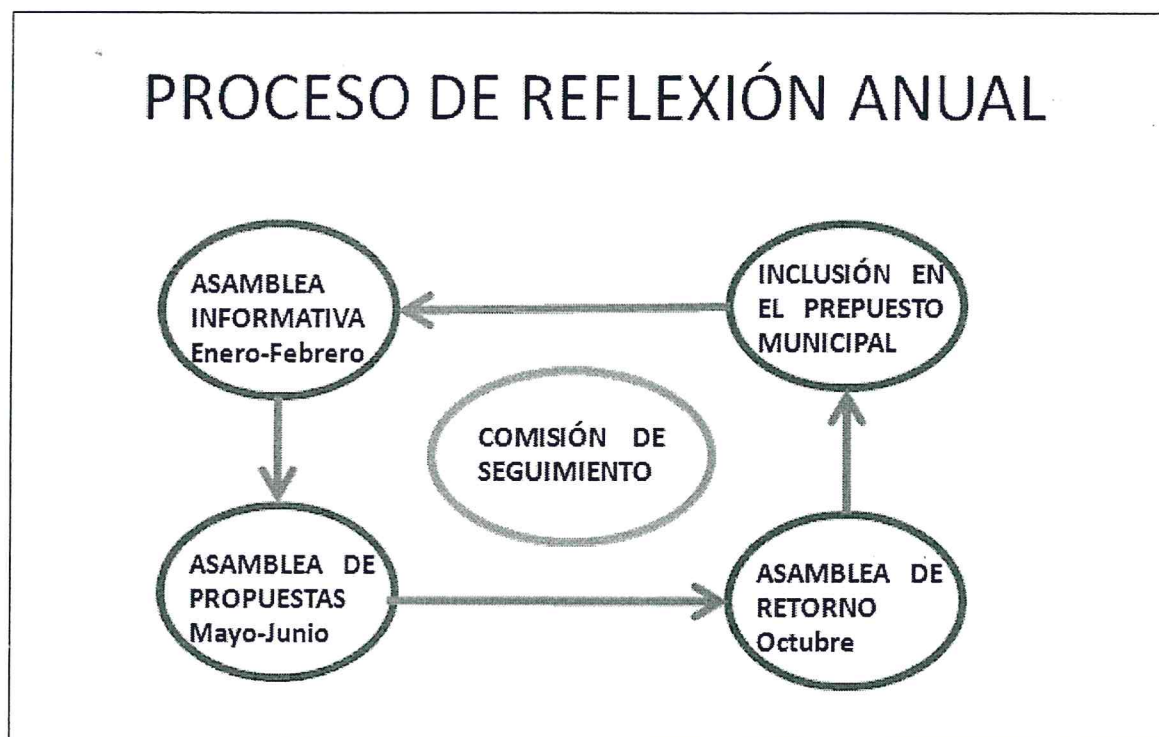 PROCESO DE REFLEXIÓN ANUAL
ASAMBLEA
INFORMATIVA
Enero-Febrero
INCLUSIÓN EN
EL PREPUESTO
MUNICIPAL
COMISIÓN DE
SEGUIMIENTO
ASAMBLEA DE
PROPUESTAS
Mayo-Junio
ASAMBLEA DE
RETORNO
Octubre